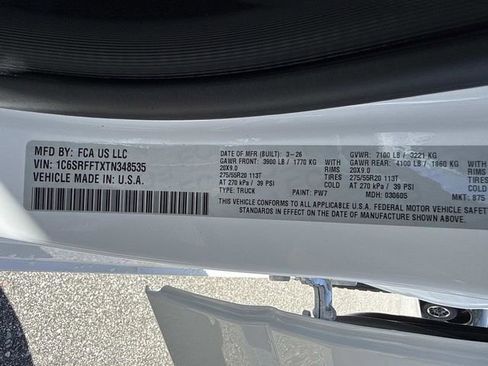 MFD BY: FCA US LLC
VIN: 1C6SRFFTXTN348535
VEHICLE MADE IN: U.S.A.
DATE OF MFR (BUILT): 3-26
GAWR FRONT: 3900 LB / 1770 KG
20X9.0
275/55R20 113T
AT 270 kPa / 39 PSI
TYPE: TRUCK
WITH
RIMS
TIRES
COLD
PAINT: PW7
GVWR: 7100 LB / 3221 KG
GAWR REAR: 4100 LB / 1860 KG
20X9.0
275/55R20 113T
AT 270 kPa / 39 PSI
MDH: 030605
WITH
RIMS
TIRES
COLD
MKT: 875
THIS VEHICLE CONFORMS TO ALL APPLICABLE U.S.A. FEDERAL MOTOR VEHICLE SAFETY
STANDARDS IN EFFECT ON THE DATE OF MANUFACTURE SHOWN ABOVE.